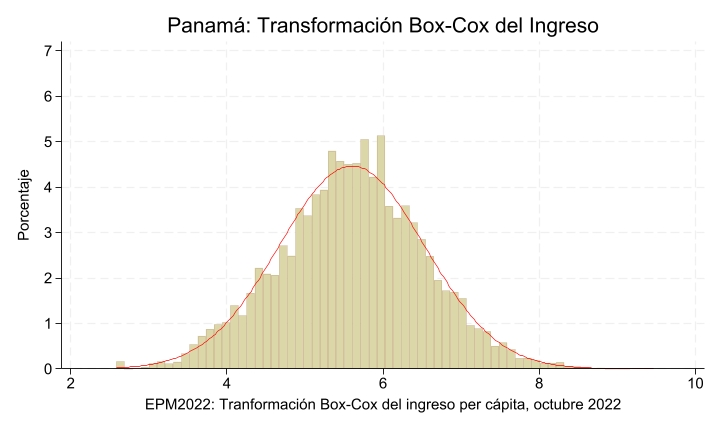 Panamá: Transformación Box-Cox del Ingreso
7
6
5
4
3
2
1
0
Porcentaje
2 4 6 8 10
EPM2022: Tranformación Box-Cox del ingreso per cápita, octubre 2022